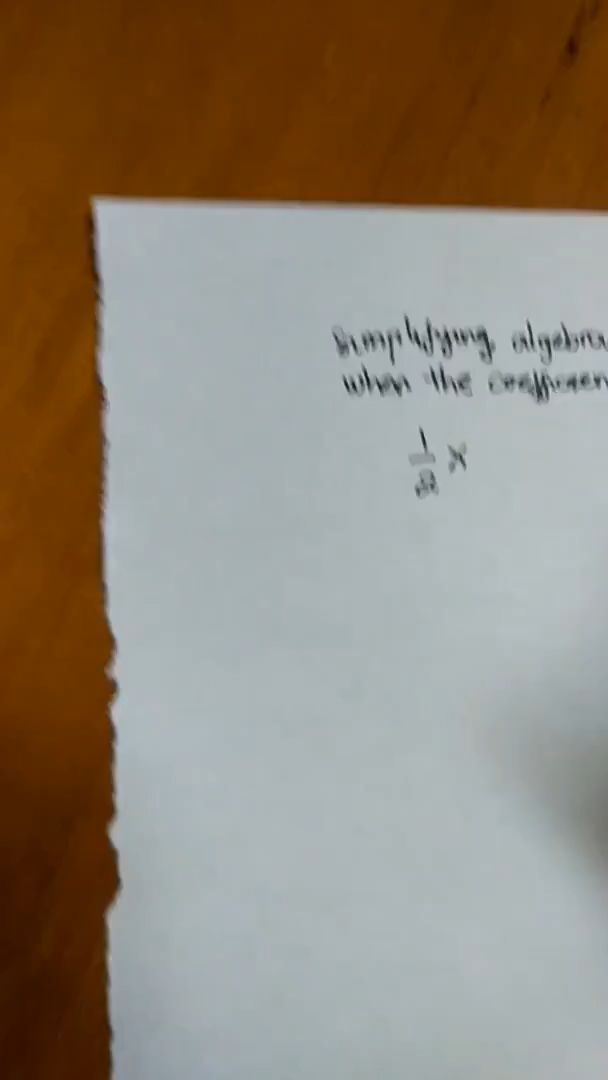 Simplifying algebra
when the coefficien
1/2 x